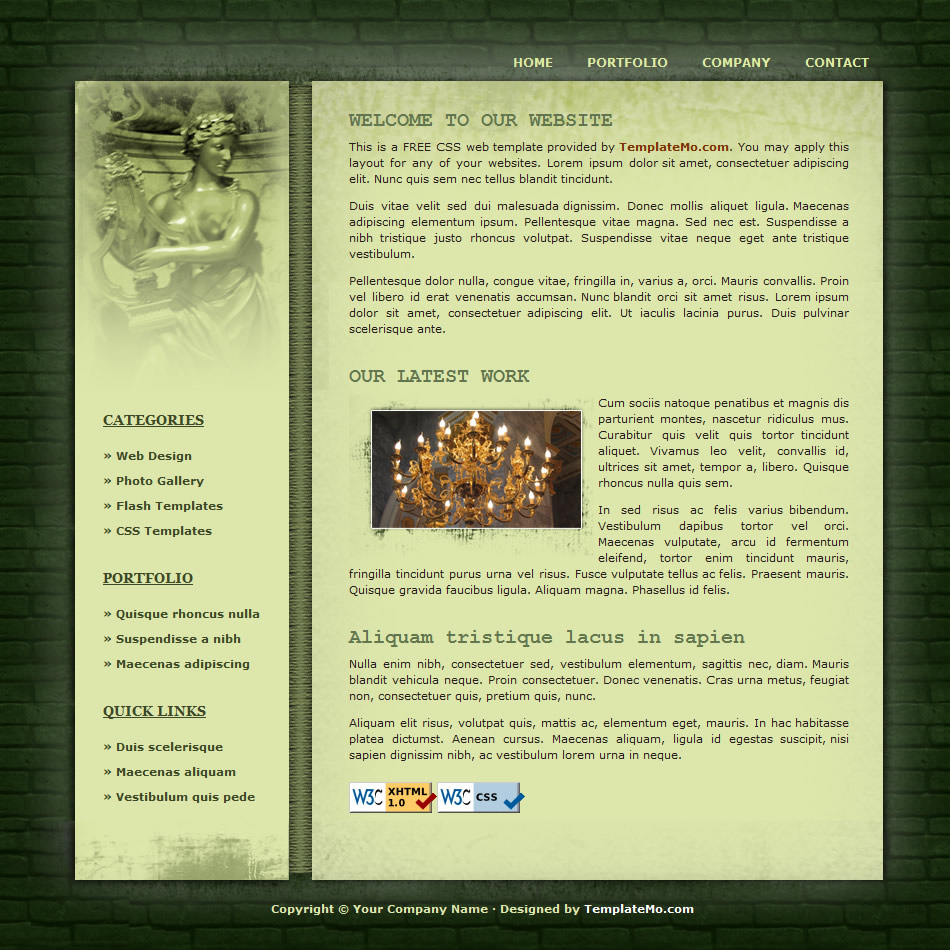 HOME PORTFOLIO COMPANY CONTACT
CATEGORIES
» Web Design
» Photo Gallery
» Flash Templates
» CSS Templates
PORTFOLIO
» Quisque rhoncus nulla
» Suspendisse a nibh
» Maecenas adipiscing
QUICK LINKS
» Duis scelerisque
» Maecenas aliquam
» Vestibulum quis pede
WELCOME TO OUR WEBSITE
This is a FREE CSS web template provided by TemplateMo.com. You may apply this
layout for any of your websites. Lorem ipsum dolor sit amet, consectetuer adipiscing
elit. Nunc quis sem nec tellus blandit tincidunt.
Duis vitae velit sed dui malesuada dignissim. Donec mollis aliquet ligula. Maecenas
adipiscing elementum ipsum. Pellentesque vitae magna. Sed nec est. Suspendisse a
nibh tristique justo rhoncus volutpat. Suspendisse vitae neque eget ante tristique
vestibulum.
Pellentesque dolor nulla, congue vitae, fringilla in, varius a, orci. Mauris convallis. Proin
vel libero id erat venenatis accumsan. Nunc blandit orci sit amet risus. Lorem ipsum
dolor sit amet, consectetuer adipiscing elit. Ut iaculis lacinia purus. Duis pulvinar
scelerisque ante.
OUR LATEST WORK
Cum sociis natoque penatibus et magnis dis
parturient montes, nascetur ridiculus mus.
Curabitur quis velit quis tortor tincidunt
aliquet. Vivamus leo velit, convallis id,
ultrices sit amet, tempor a, libero. Quisque
rhoncus nulla quis sem.
In sed risus ac felis varius bibendum.
Vestibulum dapibus tortor vel orci.
Maecenas vulputate, arcu id fermentum
eleifend, tortor enim tincidunt mauris,
fringilla tincidunt purus urna vel risus. Fusce vulputate tellus ac felis. Praesent mauris.
Quisque gravida faucibus ligula. Aliquam magna. Phasellus id felis.
Aliquam tristique lacus in sapien
Nulla enim nibh, consectetuer sed, vestibulum elementum, sagittis nec, diam. Mauris
blandit vehicula neque. Proin consectetuer. Donec venenatis. Cras urna metus, feugiat
non, consectetuer quis, pretium quis, nunc.
Aliquam elit risus, volutpat quis, mattis ac, elementum eget, mauris. In hac habitasse
platea dictumst. Aenean cursus. Maecenas aliquam, ligula id egestas suscipit, nisi
sapien dignissim nibh, ac vestibulum lorem urna in neque.
W3C XHTML 1.0 W3C CSS
Copyright © Your Company Name · Designed by TemplateMo.com